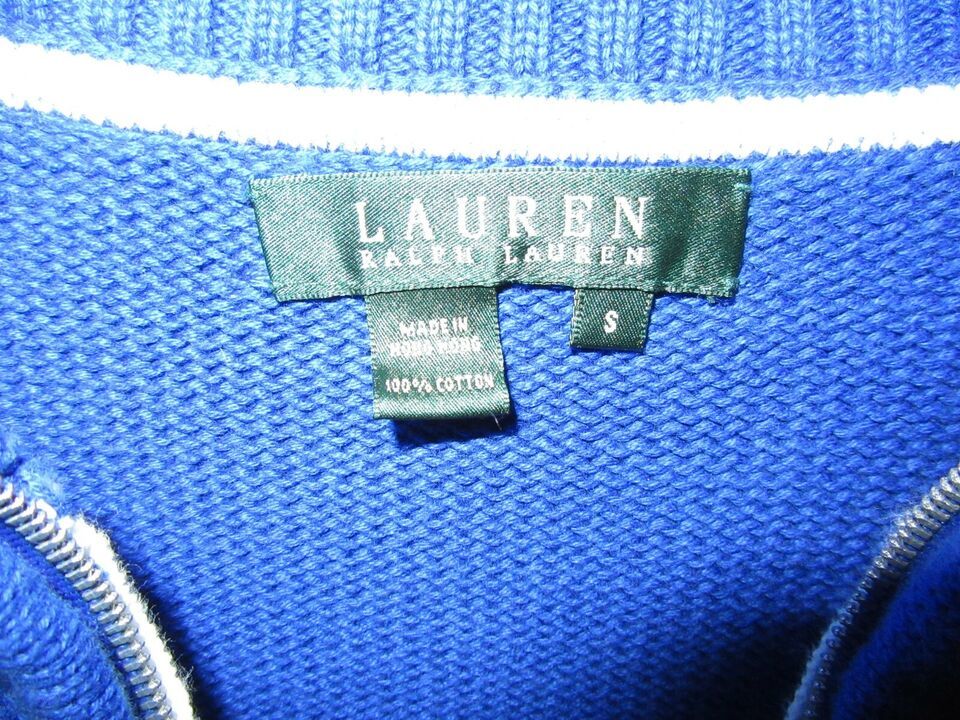 LAUREN
RALPH LAUREN
MADE IN
HONG KONG
100% COTTON
S